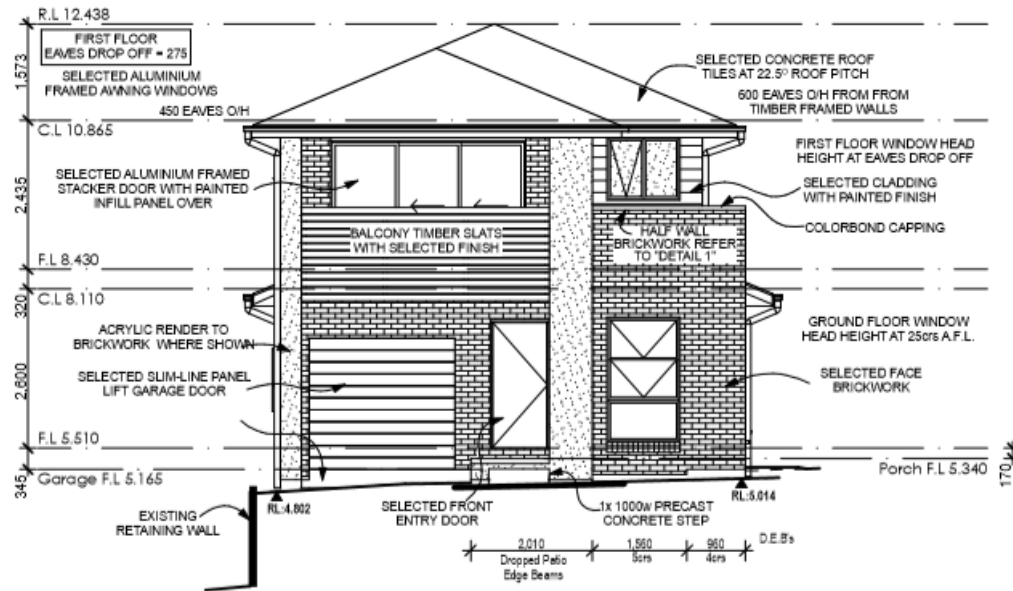 R.L 12.438
FIRST FLOOR
EAVES DROP OFF = 275
SELECTED ALUMINIUM
FRAMED AWNING WINDOWS
450 EAVES O/H
SELECTED CONCRETE ROOF
TILES AT 22.5° ROOF PITCH
600 EAVES O/H FROM FROM
TIMBER FRAMED WALLS
1,573
C.L 10.865
FIRST FLOOR WINDOW HEAD
HEIGHT AT EAVES DROP OFF
SELECTED ALUMINIUM FRAMED
STACKER DOOR WITH PAINTED
INFILL PANEL OVER
SELECTED CLADDING
WITH PAINTED FINISH
2,435
COLORBOND CAPPING
BALCONY TIMBER SLATS
WITH SELECTED FINISH
HALF WALL
BRICKWORK REFER
TO "DETAIL 1"
F.L 8.430
320
C.L 8.110
ACRYLIC RENDER TO
BRICKWORK WHERE SHOWN
GROUND FLOOR WINDOW
HEAD HEIGHT AT 25crs A.F.L.
SELECTED SLIM-LINE PANEL
LIFT GARAGE DOOR
SELECTED FACE
BRICKWORK
2,600
F.L 5.510
345
Garage F.L 5.165
Porch F.L 5.340
170
RL:4.802
RL:5.014
EXISTING
RETAINING WALL
SELECTED FRONT
ENTRY DOOR
1x 1000w PRECAST
CONCRETE STEP
2,010
1,560
960
D.E.B's
Dropped Patio
Edge Beams
5crs
4crs